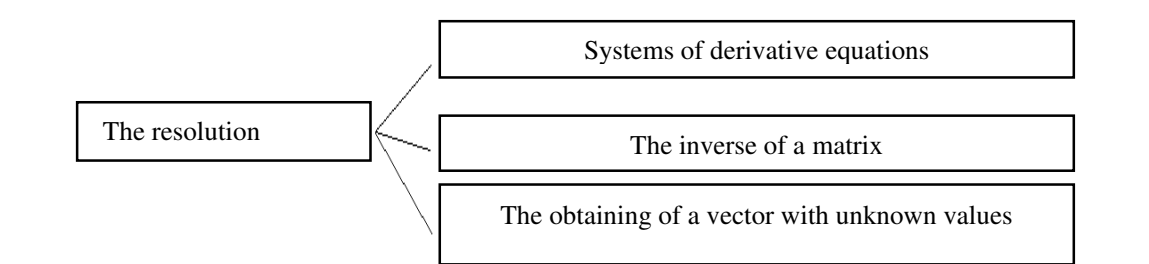 Systems of derivative equations
The resolution
The inverse of a matrix
The obtaining of a vector with unknown values